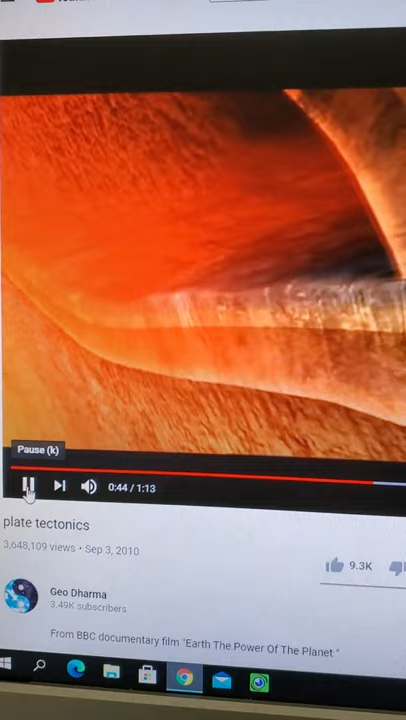 Pause (k)
0:44 / 1:13
plate tectonics
3,648,109 views • Sep 3, 2010
9.3K
Geo Dharma
3.49K subscribers
From BBC documentary film "Earth The Power Of The Planet "